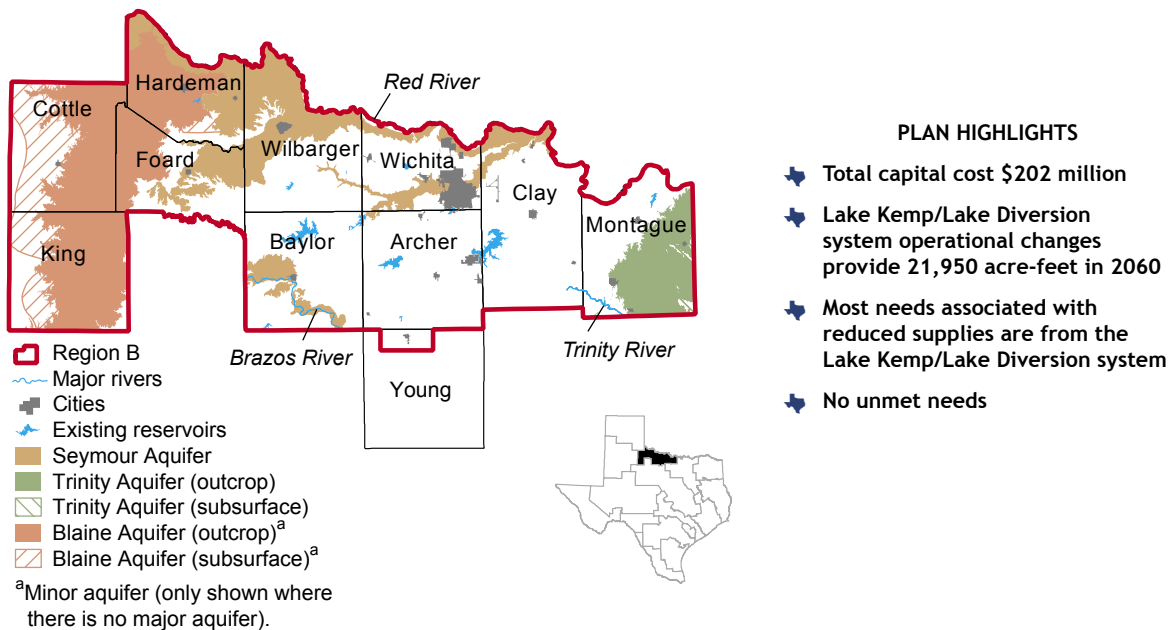 Hardeman
Cottle
Red River
Foard
Wilbarger
Wichita
Clay
Montague
King
Baylor
Archer
Brazos River
Trinity River
Young
Region B
Major rivers
Cities
Existing reservoirs
Seymour Aquifer
Trinity Aquifer (outcrop)
Trinity Aquifer (subsurface)
Blaine Aquifer (outcrop)a
Blaine Aquifer (subsurface)a
aMinor aquifer (only shown where
there is no major aquifer).
PLAN HIGHLIGHTS
Total capital cost $202 million
Lake Kemp/Lake Diversion
system operational changes
provide 21,950 acre-feet in 2060
Most needs associated with
reduced supplies are from the
Lake Kemp/Lake Diversion system
No unmet needs